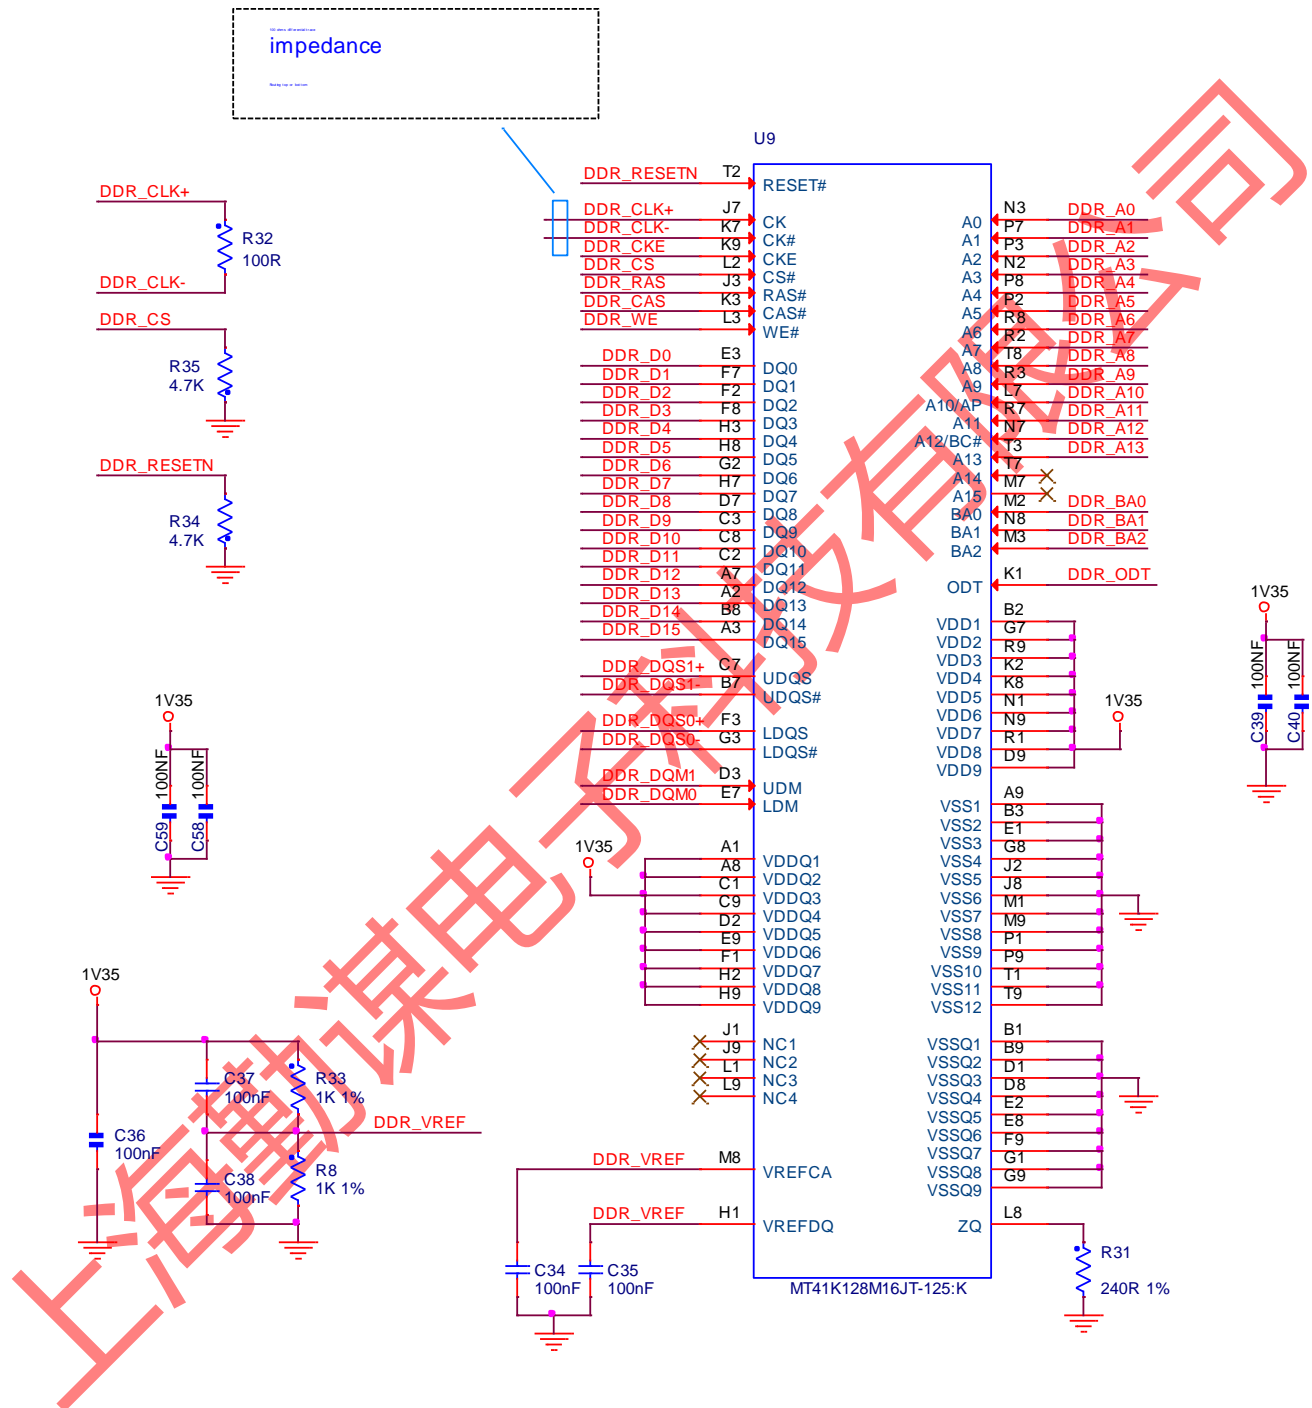 impedance
U9
DDR_CLK+
R32
100R
DDR_CLK-
DDR_CS
R35
4.7K
DDR_RESETN
R34
4.7K
1V35
100NF
100NF
C59
C58
1V35
C36
100nF
C37
100nF
C38
100nF
R33
1K 1%
R8
1K 1%
DDR_VREF
DDR_RESETN T2 RESET#
DDR_CLK+ J7 CK
DDR_CLK- K7 CK#
DDR_CKE K9 CKE
DDR_CS L2 CS#
DDR_RAS J3 RAS#
DDR_CAS K3 CAS#
DDR_WE L3 WE#
DDR_D0 E3 DQ0
DDR_D1 F7 DQ1
DDR_D2 F2 DQ2
DDR_D3 F8 DQ3
DDR_D4 H3 DQ4
DDR_D5 H8 DQ5
DDR_D6 G2 DQ6
DDR_D7 H7 DQ7
DDR_D8 D7 DQ8
DDR_D9 C3 DQ9
DDR_D10 C8 DQ10
DDR_D11 C2 DQ11
DDR_D12 A7 DQ12
DDR_D13 A2 DQ13
DDR_D14 B8 DQ14
DDR_D15 A3 DQ15
DDR_DQS1+ C7 UDQS
DDR_DQS1- B7 UDQS#
DDR_DQS0+ F3 LDQS
DDR_DQS0- G3 LDQS#
DDR_DQM1 D3 UDM
DDR_DQM0 E7 LDM
1V35
A1 VDDQ1
A8 VDDQ2
C1 VDDQ3
C9 VDDQ4
D2 VDDQ5
E9 VDDQ6
F1 VDDQ7
H2 VDDQ8
H9 VDDQ9
J1 NC1
J9 NC2
L1 NC3
L9 NC4
DDR_VREF M8 VREFCA
DDR_VREF H1 VREFDQ
C34
100nF
C35
100nF
A0 N3 DDR_A0
A1 P7 DDR_A1
A2 P3 DDR_A2
A3 N2 DDR_A3
A4 P8 DDR_A4
A5 P2 DDR_A5
A6 R8 DDR_A6
A7 R2 DDR_A7
A8 T8 DDR_A8
A9 R3 DDR_A9
A10/AP L7 DDR_A10
A11 R7 DDR_A11
A12/BC# N7 DDR_A12
A13 T3 DDR_A13
A14 T7
A15 M7
BA0 M2 DDR_BA0
BA1 N8 DDR_BA1
BA2 M3 DDR_BA2
ODT K1 DDR_ODT
VDD1 B2
VDD2 G7
VDD3 R9
VDD4 K2
VDD5 K8
VDD6 N1
VDD7 N9
VDD8 R1
VDD9 D9
1V35
VSS1 A9
VSS2 B3
VSS3 E1
VSS4 G8
VSS5 J2
VSS6 J8
VSS7 M1
VSS8 M9
VSS9 P1
VSS10 P9
VSS11 T1
VSS12 T9
VSSQ1 B1
VSSQ2 B9
VSSQ3 D1
VSSQ4 D8
VSSQ5 E2
VSSQ6 E8
VSSQ7 F9
VSSQ8 G1
VSSQ9 G9
ZQ L8
R31
240R 1%
MT41K128M16JT-125:K
1V35
100NF
100NF
C39
C40
上海勤谋电子科技有限公司